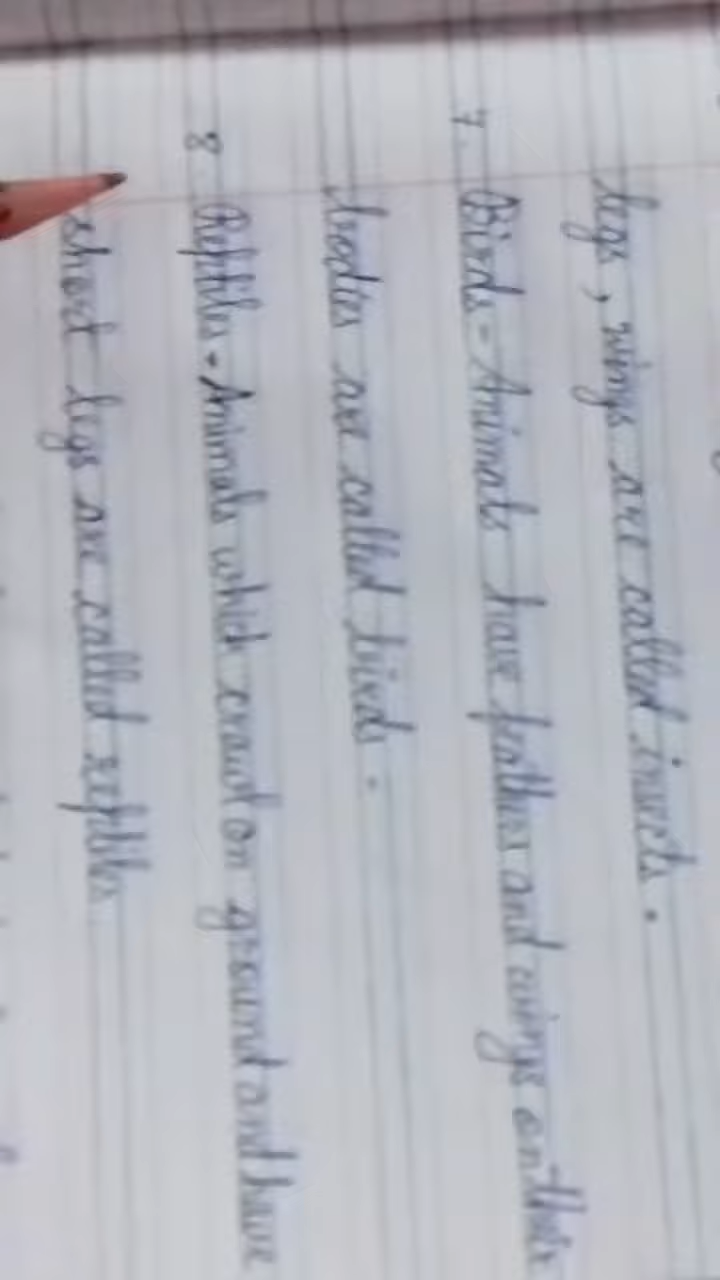 legs, wings are called insects.
7. Birds - Animals have feathers and wings on their
bodies are called birds.
8. Reptiles - Animals which crawl on ground and have
short legs are called reptiles